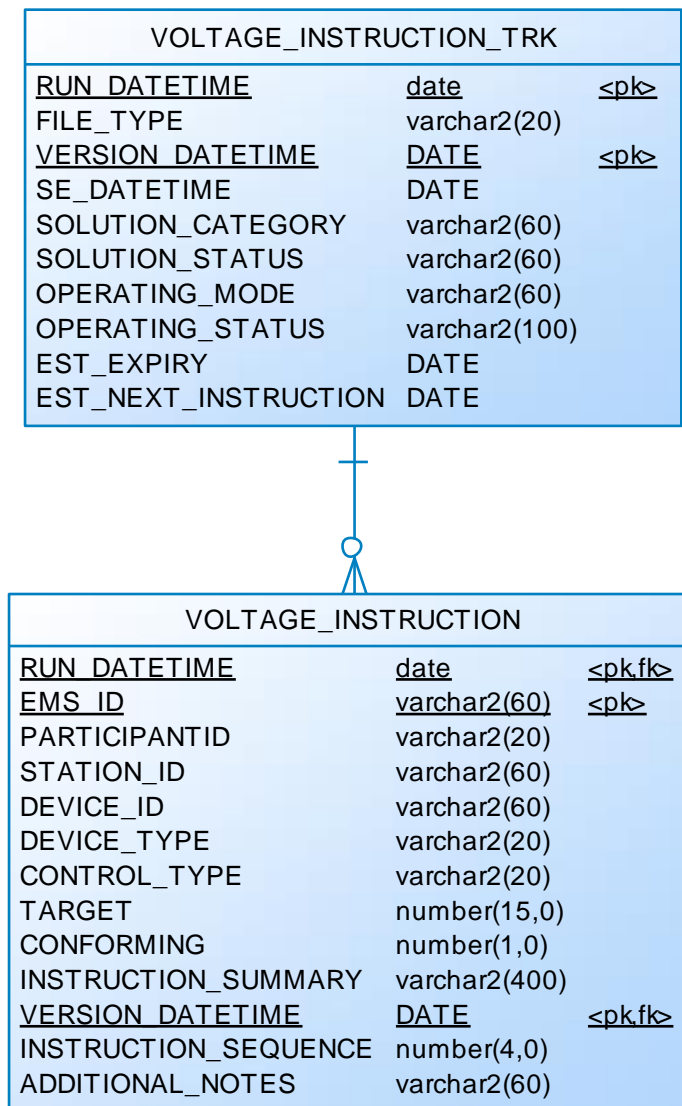 VOLTAGE_INSTRUCTION_TRK
RUN_DATETIME date <pk>
FILE_TYPE varchar2(20)
VERSION_DATETIME DATE <pk>
SE_DATETIME DATE
SOLUTION_CATEGORY varchar2(60)
SOLUTION_STATUS varchar2(60)
OPERATING_MODE varchar2(60)
OPERATING_STATUS varchar2(100)
EST_EXPIRY DATE
EST_NEXT_INSTRUCTION DATE
VOLTAGE_INSTRUCTION
RUN_DATETIME date <pk,fk>
EMS_ID varchar2(60) <pk>
PARTICIPANTID varchar2(20)
STATION_ID varchar2(60)
DEVICE_ID varchar2(60)
DEVICE_TYPE varchar2(20)
CONTROL_TYPE varchar2(20)
TARGET number(15,0)
CONFORMING number(1,0)
INSTRUCTION_SUMMARY varchar2(400)
VERSION_DATETIME DATE <pk,fk>
INSTRUCTION_SEQUENCE number(4,0)
ADDITIONAL_NOTES varchar2(60)